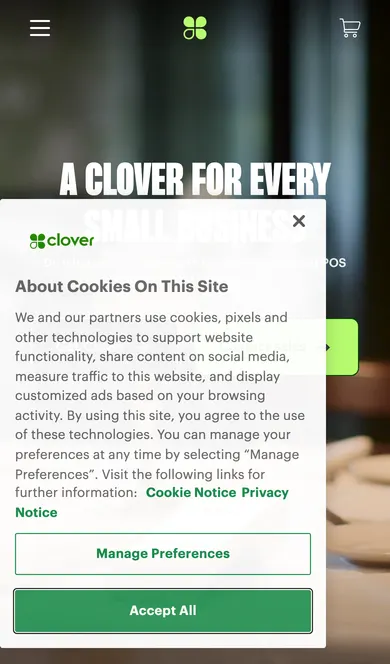 A CLOVER FOR EVERY
SMALL BUSINESS
POS
clover
About Cookies On This Site
We and our partners use cookies, pixels and
other technologies to support website
functionality, share content on social media,
measure traffic to this website, and display
customized ads based on your browsing
activity. By using this site, you agree to the use
of these technologies. You can manage your
preferences at any time by selecting “Manage
Preferences”. Visit the following links for
further information: Cookie Notice Privacy
Notice
Manage Preferences
Accept All